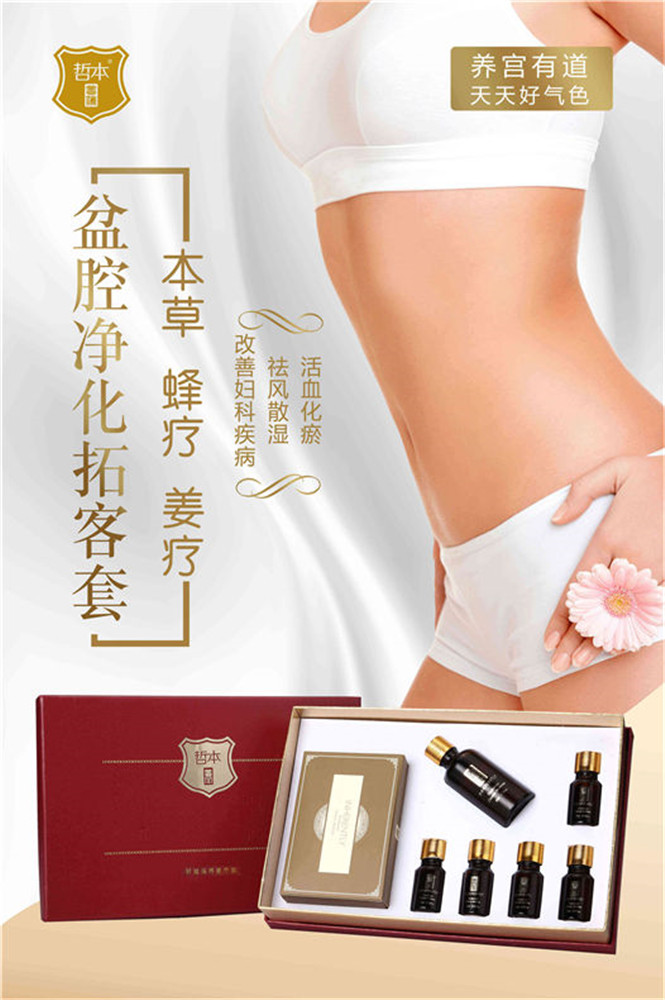 哲本®
养宫有道
天天好气色
盆腔净化拓客套
本草 蜂疗 姜疗
活血化瘀
祛风散湿
改善妇科疾病
哲本
INHERENTLY